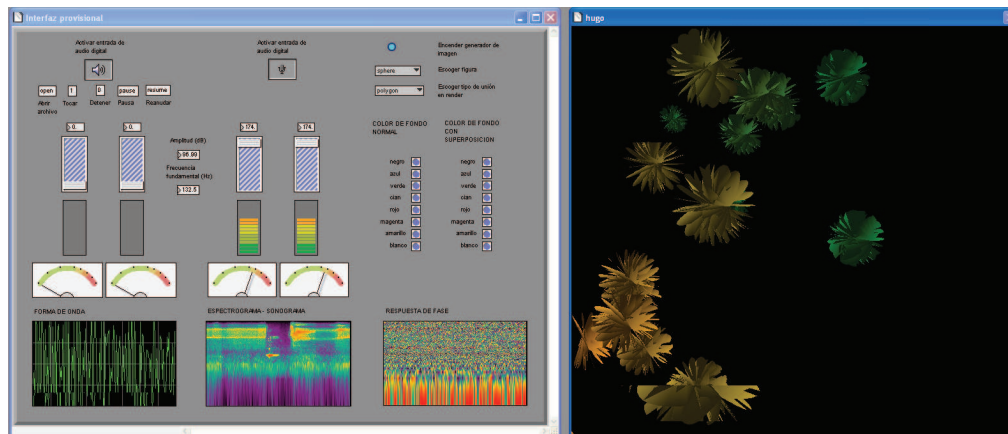 Interfaz provisional
Activar entrada de
audio digital
Activar entrada de
audio digital
open
1
0
pause
resume
Abrir
archivo
Tocar
Detener
Pausa
Reanudar
Encender generador de
imagen
sphere
Escoger figura
polygon
Escoger tipo de unión
en render
0.
0.
Amplitud (dB)
96.99
Frecuencia
fundamental (Hz)
132.5
174.
174.
COLOR DE FONDO
NORMAL
COLOR DE FONDO
CON
SUPERPOSICIÓN
negro
azul
verde
cian
rojo
magenta
amarillo
blanco
negro
azul
verde
cian
rojo
magenta
amarillo
blanco
FORMA DE ONDA
ESPECTROGRAMA - SONOGRAMA
RESPUESTA DE FASE
hugo